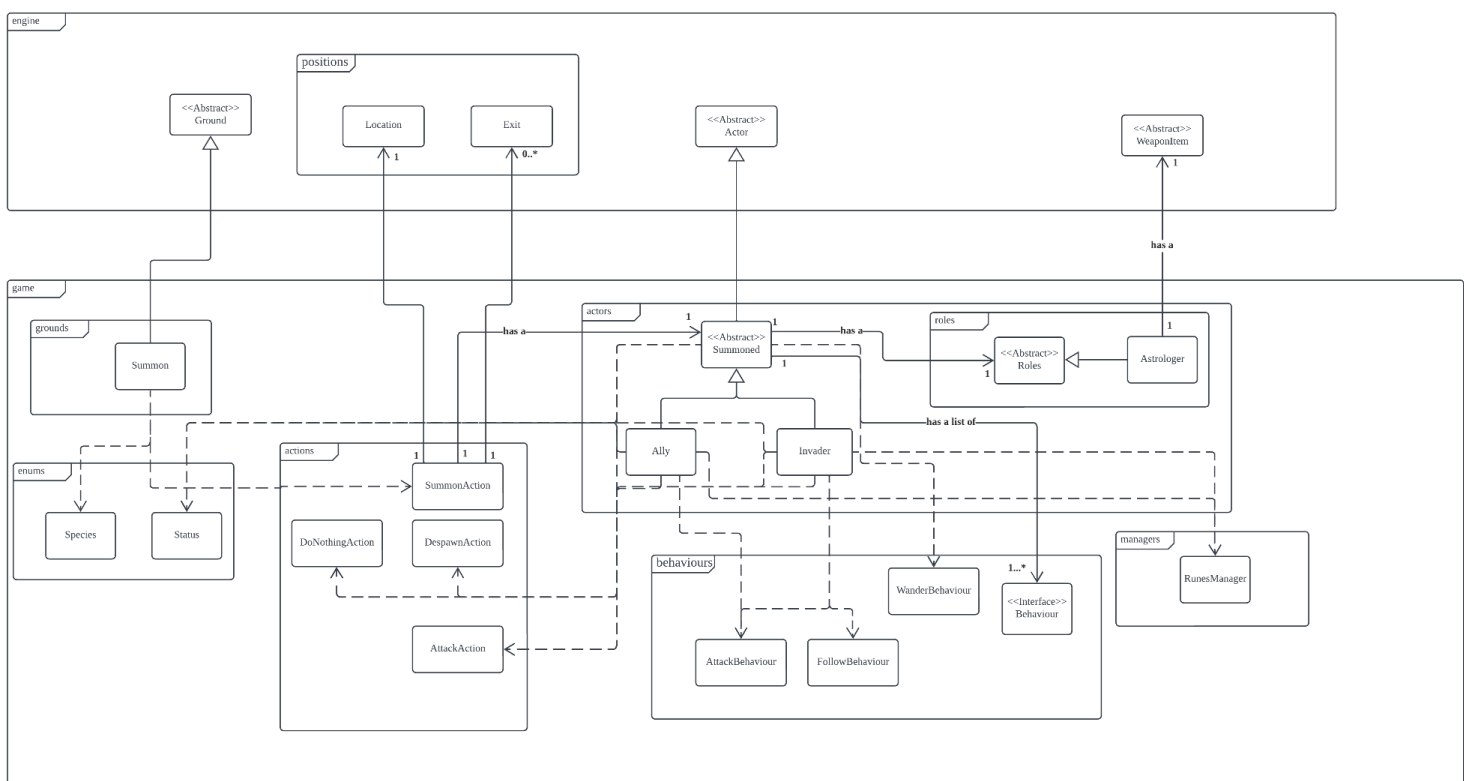 engine
positions
<<Abstract>>
Ground
Location
Exit
<<Abstract>>
Actor
<<Abstract>>
WeaponItem
1
0..*
1
has a
game
grounds
Summon
actors
1
has a
1
<<Abstract>>
Summoned
1
has a
1
1
roles
<<Abstract>>
Roles
1
Astrologer
has a list of
enums
Species
Status
actions
1
1
1
SummonAction
DoNothingAction
DespawnAction
AttackAction
Ally
Invader
behaviours
WanderBehaviour
1...*
<<Interface>>
Behaviour
AttackBehaviour
FollowBehaviour
managers
RunesManager